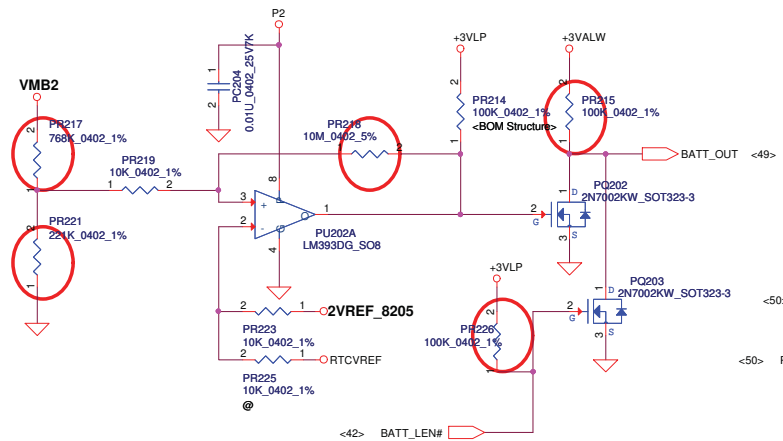 P2
+3VLP
+3VALW
VMB2
1
2
PC204
0.01U_0402_25V7K
2
PR217
768K_0402_1%
1
PR219
10K_0402_1%
1
2
PR218
10M_0402_5%
1
2
2
PR214
100K_0402_1%
<BOM Structure>
1
2
PR215
100K_0402_1%
1
BATT_OUT <49>
2
PR221
221K_0402_1%
1
8
3
+
P
2
-
G
O
1
4
PU202A
LM393DG_SO8
PQ202
2N7002KW_SOT323-3
1
D
2
G
S
3
PQ203
2N7002KW_SOT323-3
1
D
2
G
S
3
+3VLP
2
PR226
100K_0402_1%
1
2
1
2VREF_8205
PR223
10K_0402_1%
2
1
RTCVREF
PR225
10K_0402_1%
@
<42> BATT_LEN#
<50>
<50>